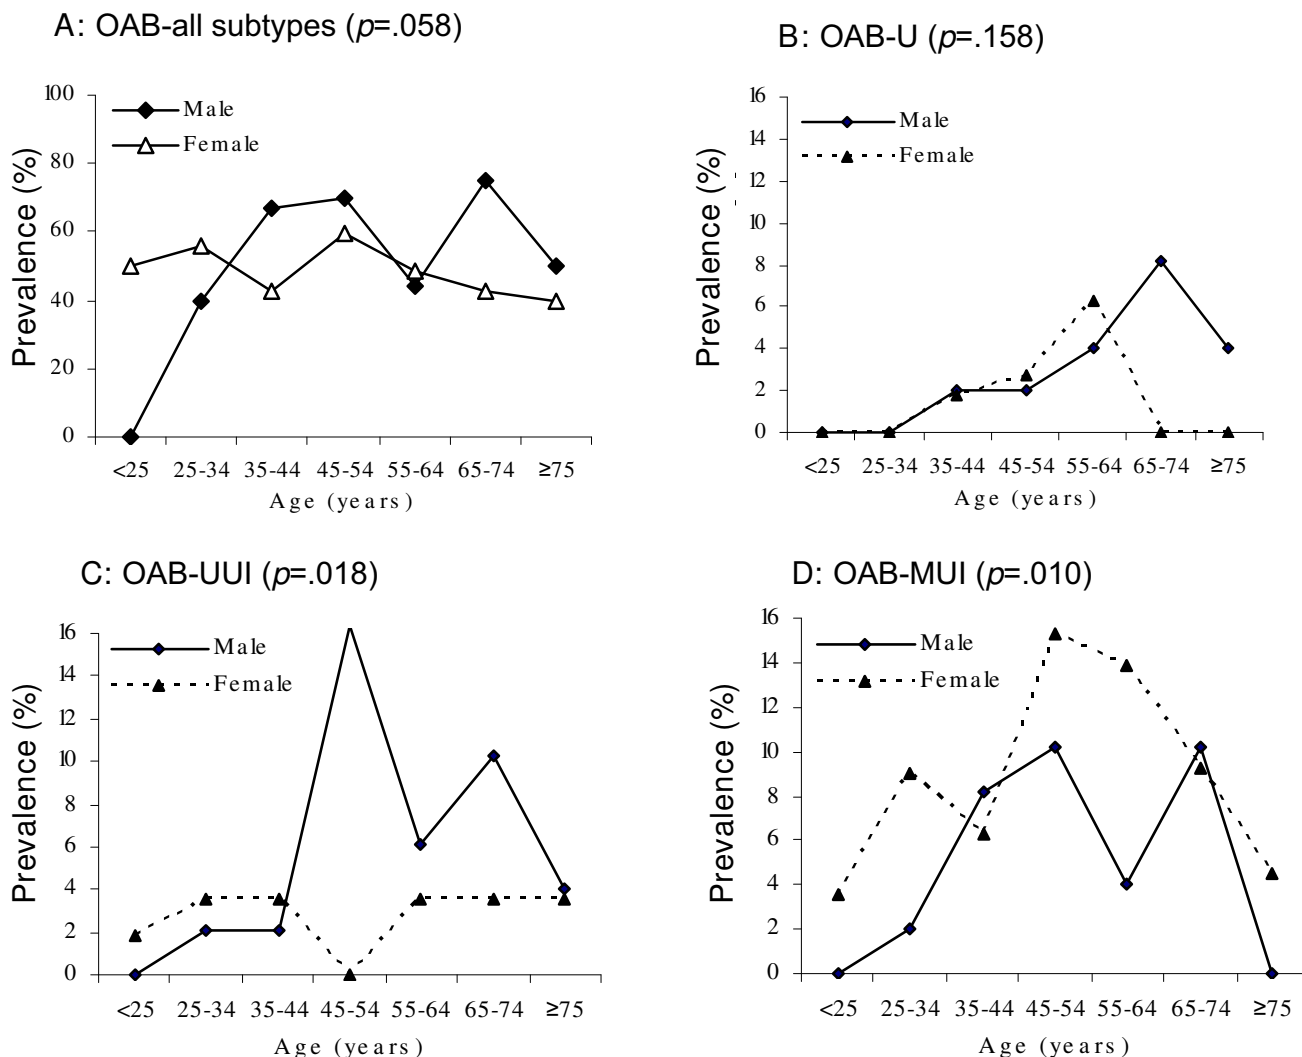 A: OAB-all subtypes (p=.058)
100
80
60
40
20
0
Prevalence (%)
Male
Female
<25 25-34 35-44 45-54 55-64 65-74 ≥75
Age (years)
B: OAB-U (p=.158)
16
14
12
10
8
6
4
2
0
Prevalence (%)
Male
Female
<25 25-34 35-44 45-54 55-64 65-74 ≥75
Age (years)
C: OAB-UUI (p=.018)
16
14
12
10
8
6
4
2
0
Prevalence (%)
Male
Female
<25 25-34 35-44 45-54 55-64 65-74 ≥75
Age (years)
D: OAB-MUI (p=.010)
16
14
12
10
8
6
4
2
0
Prevalence (%)
Male
Female
<25 25-34 35-44 45-54 55-64 65-74 ≥75
Age (years)